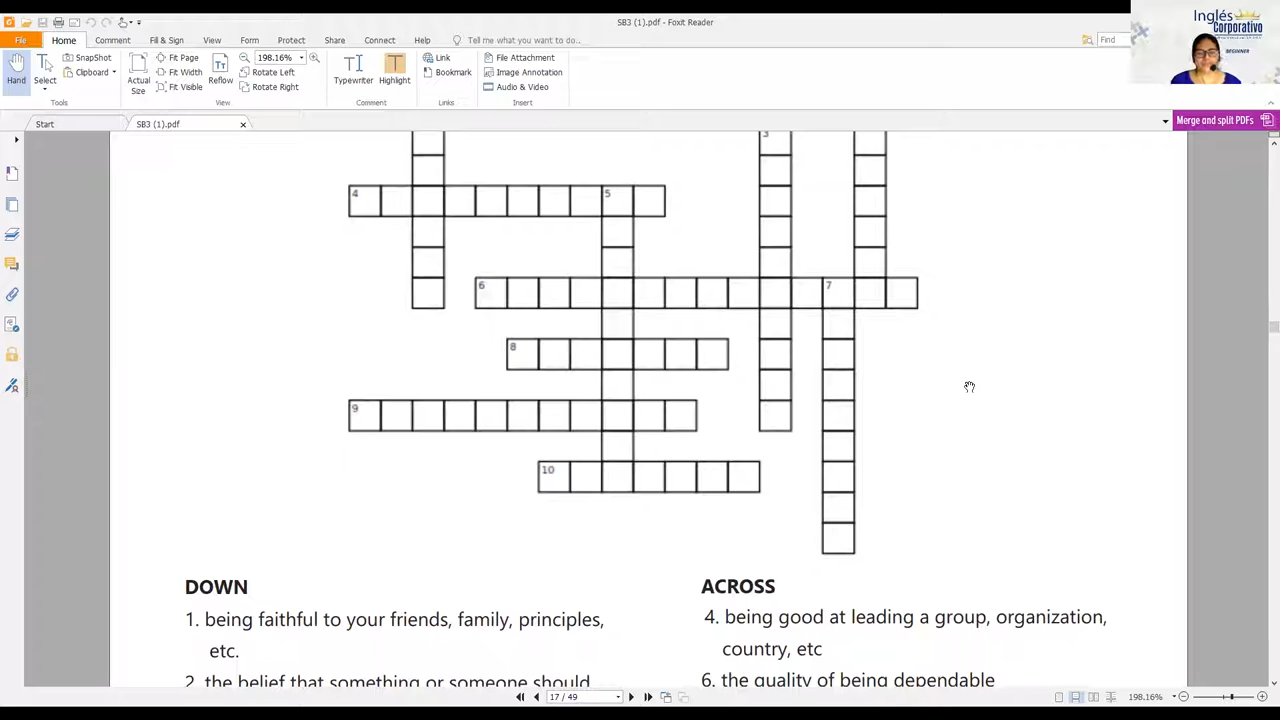 SB3 (1).pdf - Foxit Reader
Inglés
Corporativo
BEGINNER
File Home Comment Fill & Sign View Form Protect Share Connect Help Tell me what you want to do.. Find
Hand Select SnapShot Clipboard
Actual Size Fit Page Fit Width Fit Visible Reflow 198.16% Rotate Left Rotate Right
Typewriter Highlight Link Bookmark File Attachment Image Annotation Audio & Video
Tools View Comment Links Insert
Start SB3 (1).pdf Merge and split PDFs
3
4 5
6 7
8
9
10
DOWN
1. being faithful to your friends, family, principles,
etc.
2. the belief that something or someone should
ACROSS
4. being good at leading a group, organization,
country, etc
6. the quality of being dependable
17 / 49 198.16%